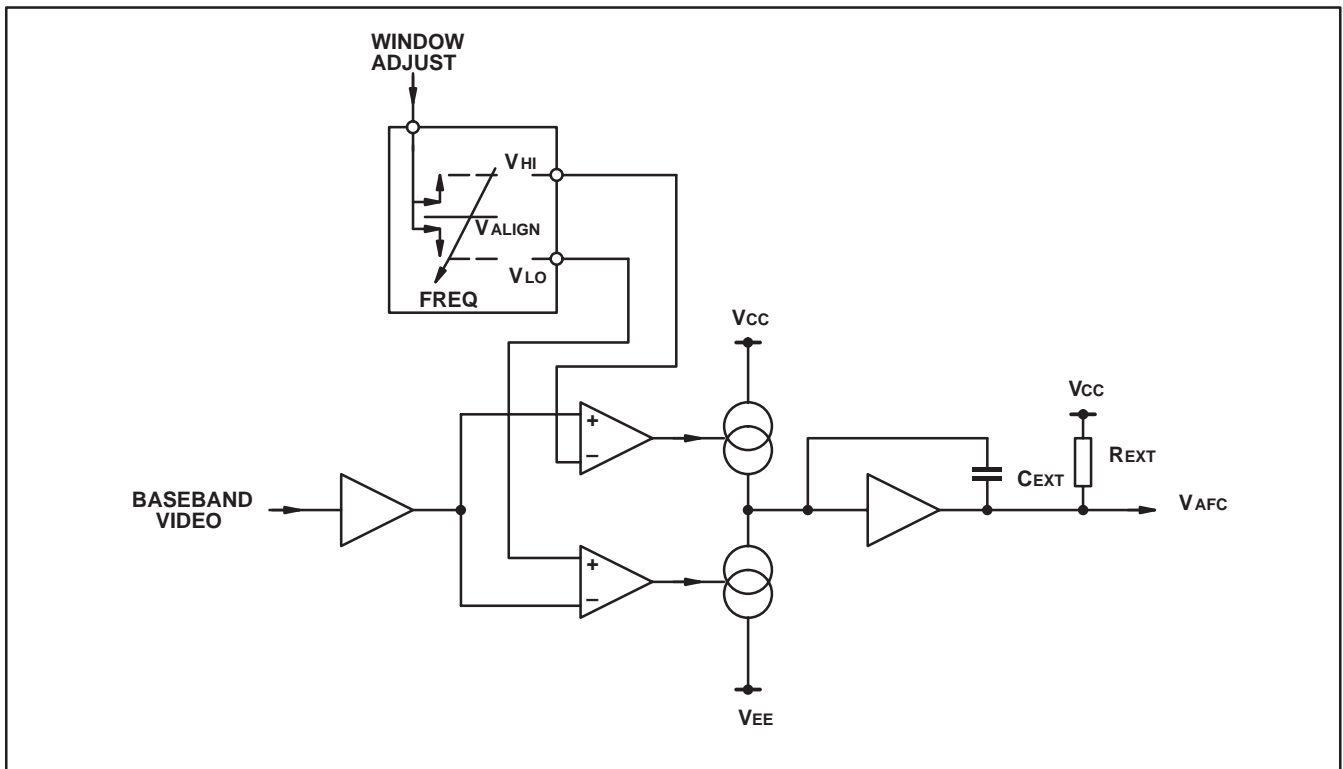 WINDOW
ADJUST
VHI
VALIGN
VLO
FREQ
VCC
VCC
+
−
REXT
CEXT
BASEBAND
VIDEO
VAFC
+
−
VEE